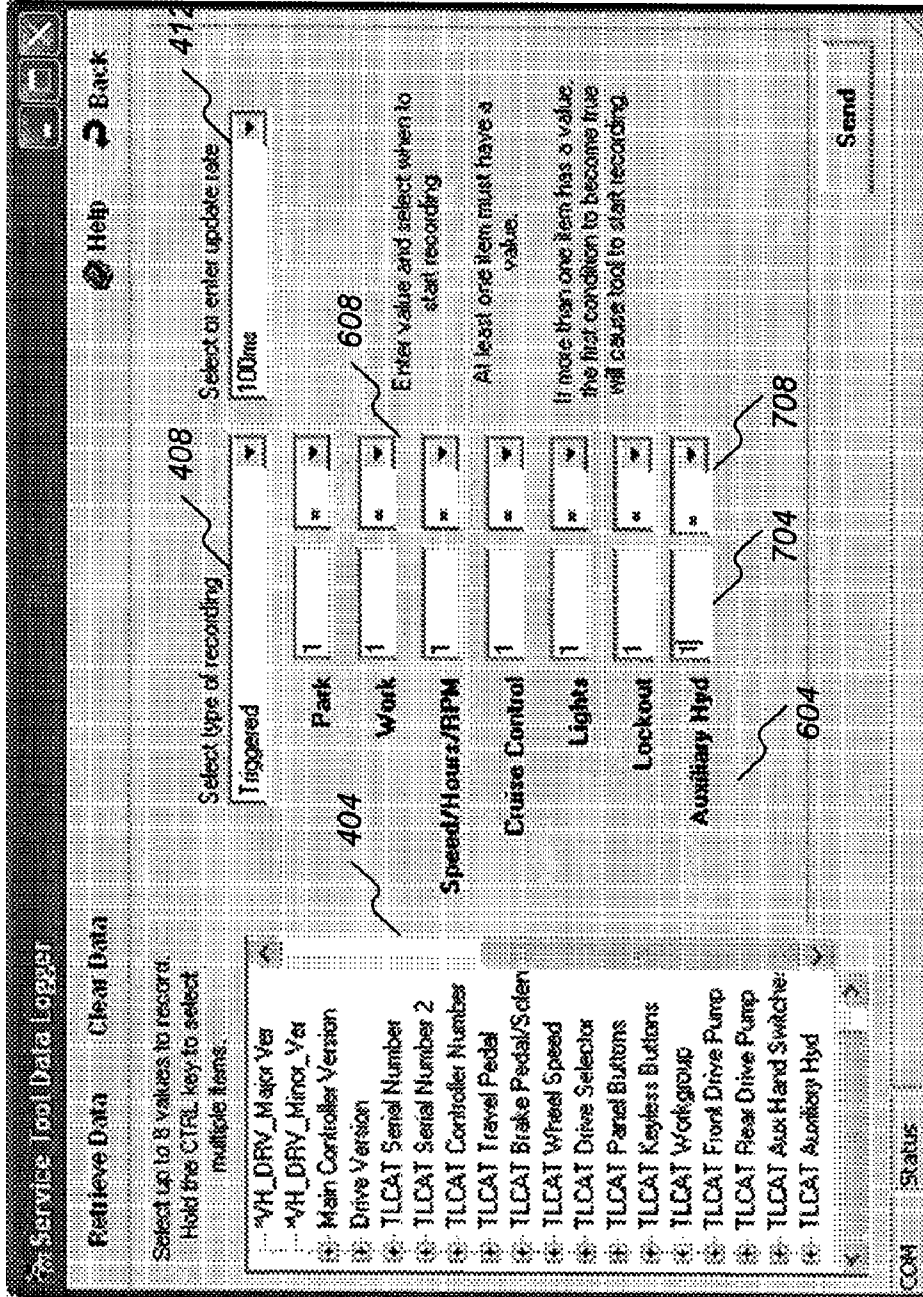 Service Tool Data Logger
Retrieve Data Clear Data Help Back
Select up to 8 values to record.
Hold the CTRL key to select
multiple items.
^VH_DRV_Major Ver
^VH_DRV_Minor_Ver
Main Controller Version
Drive Version
TLCAT Serial Number
TLCAT Serial Number 2
TLCAT Controller Number
TLCAT Travel Pedal
TLCAT Brake Pedal/Solen
TLCAT Wheel Speed
TLCAT Drive Selector
TLCAT Panel Buttons
TLCAT Keyless Buttons
TLCAT Workgroup
TLCAT Front Drive Pump
TLCAT Rear Drive Pump
TLCAT Aux Hand Switche
TLCAT Auxiliary Hyd
404
Select type of recording
408
Triggered
Select or enter update rate
412
100ms
Park 1 =
Work 1 =
608
Speed/Hours/RPM 1 =
Cruise Control 1 =
Lights 1 =
Lockout 1 =
Auxiliary Hyd 1 =
604
704
708
Enter value and select when to
start recording
At least one item must have a
value.
If more than one item has a value,
the first condition to become true
will cause tool to start recording.
Send
COM Status